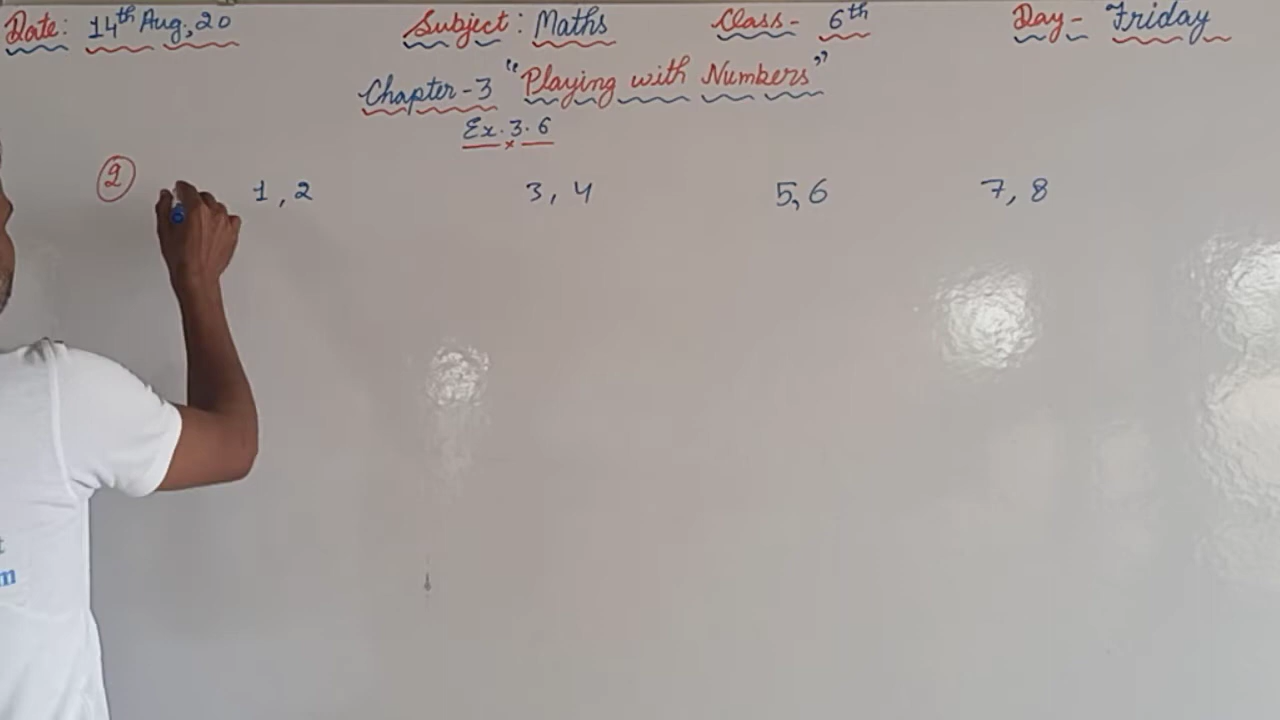 Date: 14th Aug, 20 Subject: Maths Class- 6th Day- Friday
Chapter-3 "Playing with Numbers"
Ex. 3.6
2 1, 2 3, 4 5, 6 7, 8
m